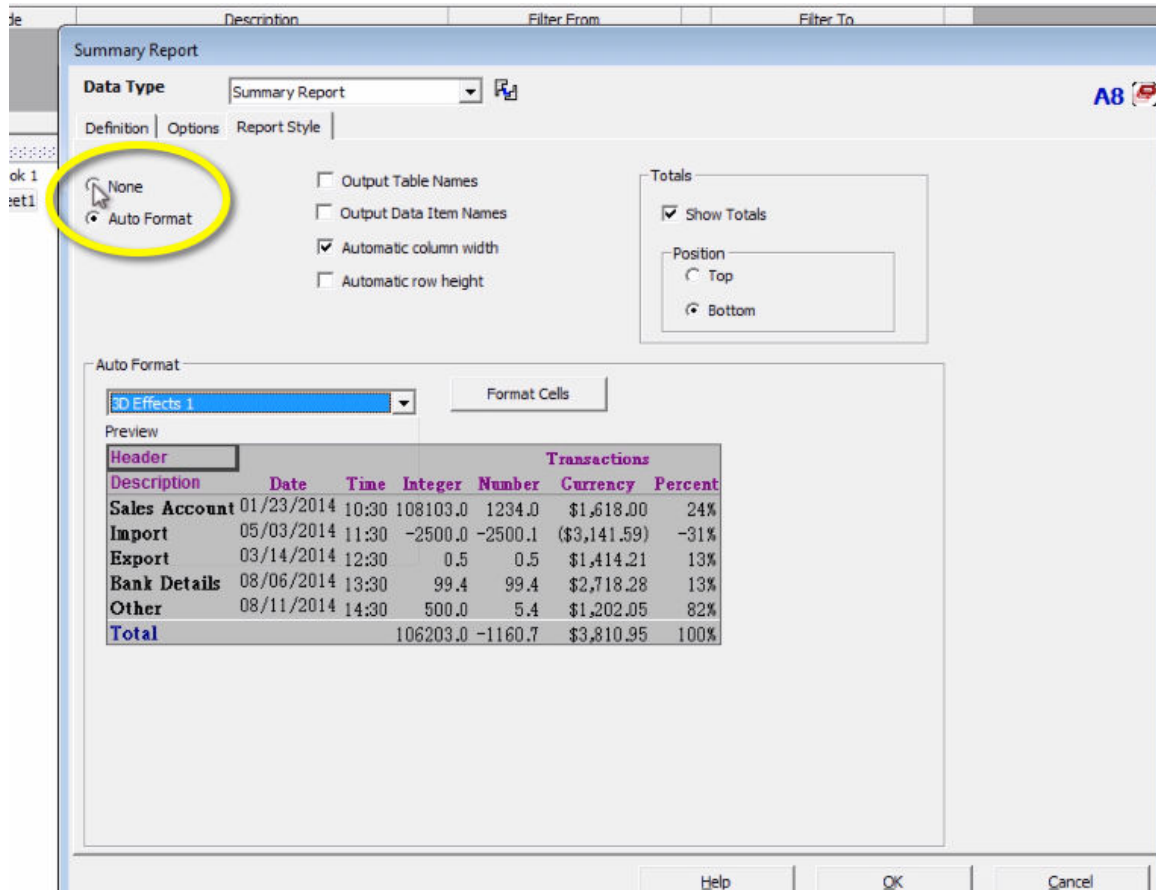 de Description Filter From Filter To
Summary Report
Data Type Summary Report A8
Definition Options Report Style
ok 1
eet1
None
Auto Format
Output Table Names
Output Data Item Names
Automatic column width
Automatic row height
Totals
Show Totals
Position
Top
Bottom
Auto Format
3D Effects 1 Format Cells
Preview
Header Transactions
Description Date Time Integer Number Currency Percent
Sales Account 01/23/2014 10:30 108103.0 1234.0 $1,618.00 24%
Import 05/03/2014 11:30 -2500.0 -2500.1 ($3,141.59) -31%
Export 03/14/2014 12:30 0.5 0.5 $1,414.21 13%
Bank Details 08/06/2014 13:30 99.4 99.4 $2,718.28 13%
Other 08/11/2014 14:30 500.0 5.4 $1,202.05 82%
Total 106203.0 -1160.7 $3,810.95 100%
Help OK Cancel